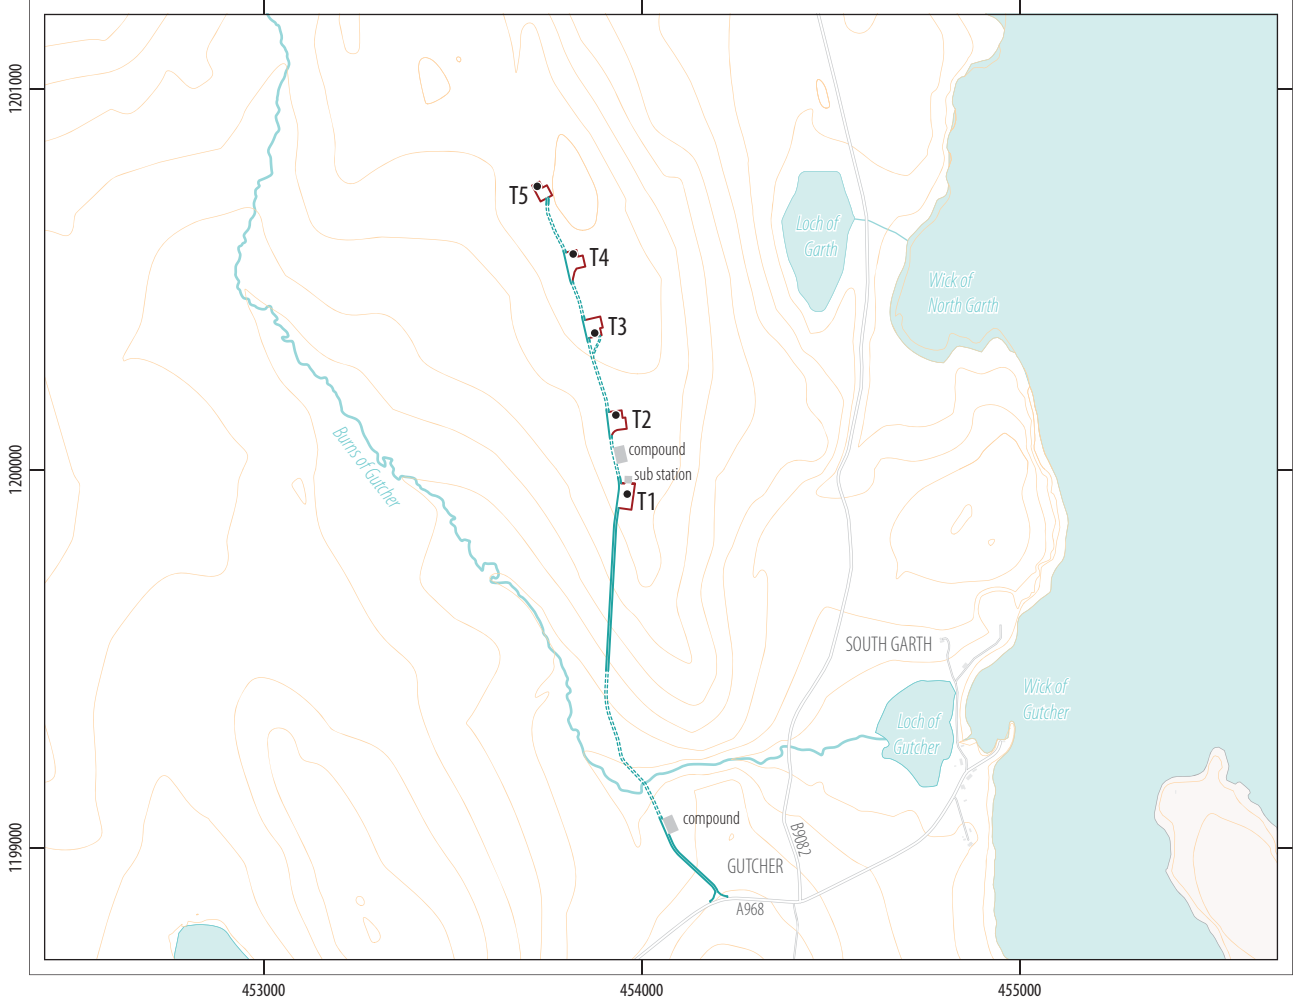 1201000
T5
Loch of
Garth
T4
Wick of
North Garth
T3
T2
Burns of Gutcher
compound
1200000
sub station
T1
SOUTH GARTH
Wick of
Gutcher
Loch of
Gutcher
compound
B9082
1199000
GUTCHER
A968
453000
454000
455000